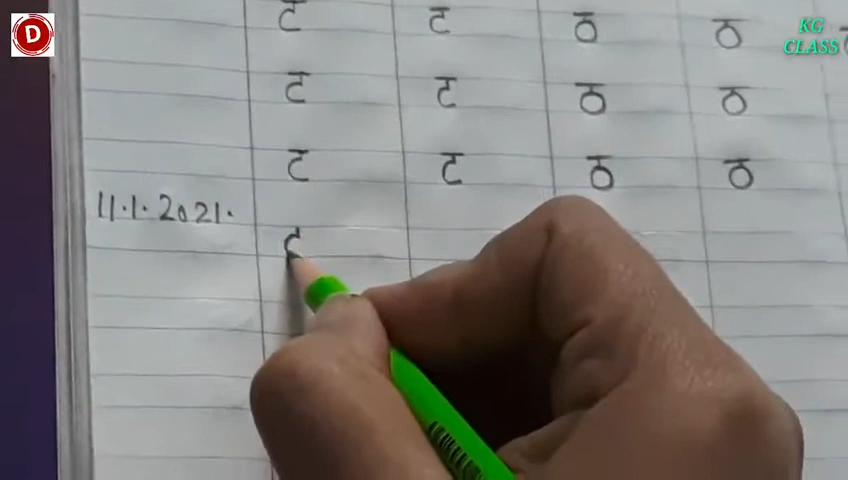 D
KG
CLASS
ट ट ठ ठ
ट ट ठ ठ
ट ट ठ ठ
11.1.2021.